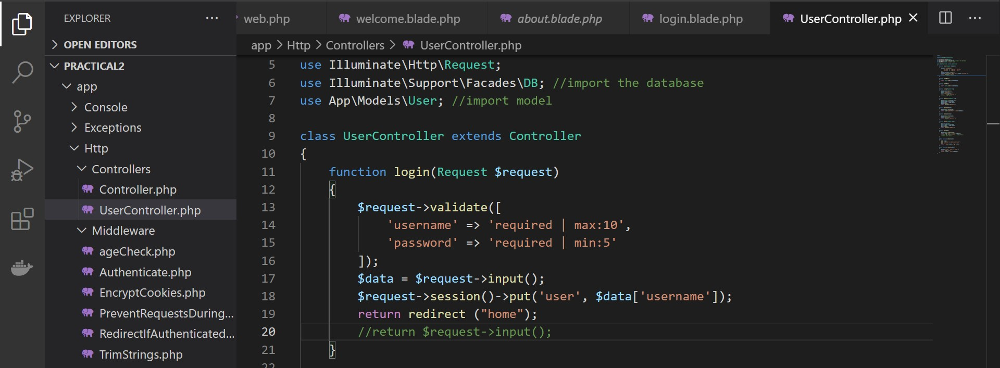 EXPLORER
OPEN EDITORS
PRACTICAL2
app
Console
Exceptions
Http
Controllers
Controller.php
UserController.php
Middleware
ageCheck.php
Authenticate.php
EncryptCookies.php
PreventRequestsDuring...
RedirectIfAuthenticated...
TrimStrings.php
web.php welcome.blade.php about.blade.php login.blade.php UserController.php
app > Http > Controllers > UserController.php
5 use Illuminate\Http\Request;
6 use Illuminate\Support\Facades\DB; //import the database
7 use App\Models\User; //import model
8
9 class UserController extends Controller
10 {
11 function login(Request $request)
12 {
13 $request->validate([
14 'username' => 'required | max:10',
15 'password' => 'required | min:5'
16 ]);
17 $data = $request->input();
18 $request->session()->put('user', $data['username']);
19 return redirect ("home");
20 //return $request->input();
21 }
22